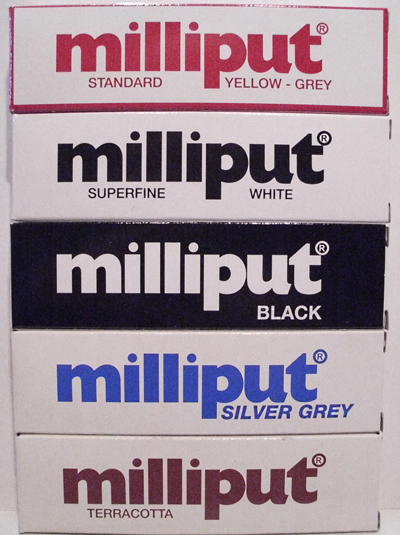 milliput®
STANDARD YELLOW - GREY
milliput®
SUPERFINE WHITE
milliput®
BLACK
milliput®
SILVER GREY
milliput®
TERRACOTTA